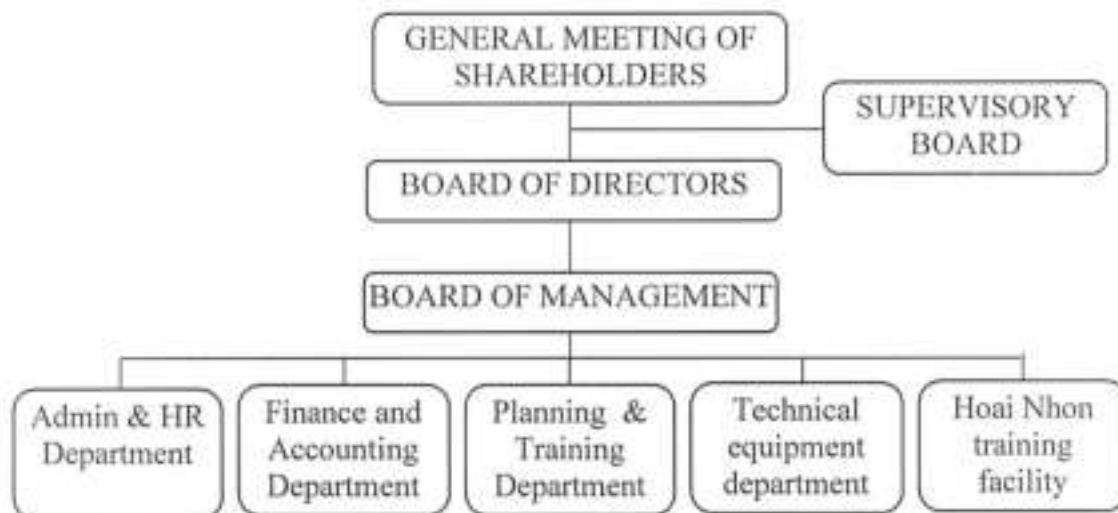 GENERAL MEETING OF
SHAREHOLDERS
SUPERVISORY
BOARD
BOARD OF DIRECTORS
BOARD OF MANAGEMENT
Admin & HR
Department
Finance and
Accounting
Department
Planning & 
Training
Department
Technical
equipment
department
Hoai Nhon
training
facility